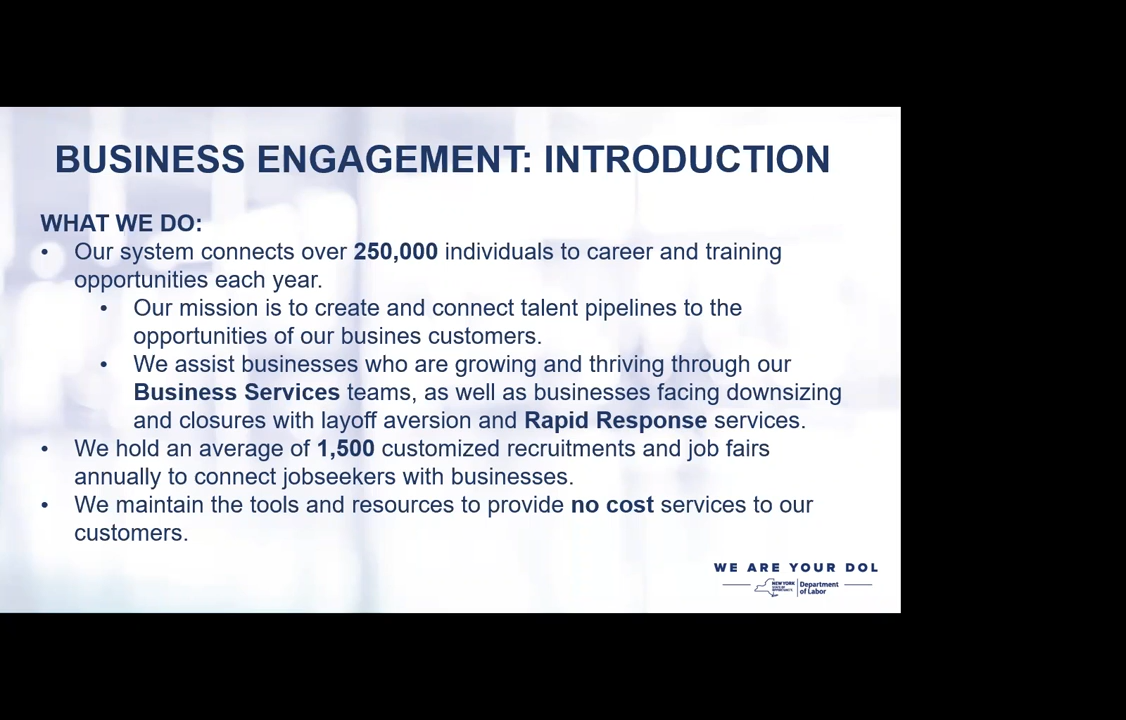 BUSINESS ENGAGEMENT: INTRODUCTION
WHAT WE DO:
• Our system connects over 250,000 individuals to career and training
opportunities each year.
• Our mission is to create and connect talent pipelines to the
opportunities of our busines customers.
• We assist businesses who are growing and thriving through our
Business Services teams, as well as businesses facing downsizing
and closures with layoff aversion and Rapid Response services.
• We hold an average of 1,500 customized recruitments and job fairs
annually to connect jobseekers with businesses.
• We maintain the tools and resources to provide no cost services to our
customers.
WE ARE YOUR DOL
NEW YORK
STATE OF
OPPORTUNITY.
Department
of Labor